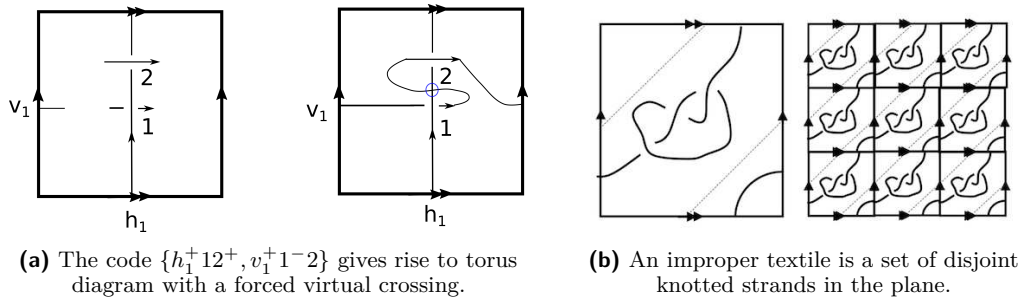 v₁
2
1
h₁
v₁
2
1
h₁
(a) The code {h₁⁺12⁺, v₁⁺1⁻2} gives rise to torus
diagram with a forced virtual crossing.
(b) An improper textile is a set of disjoint
knotted strands in the plane.